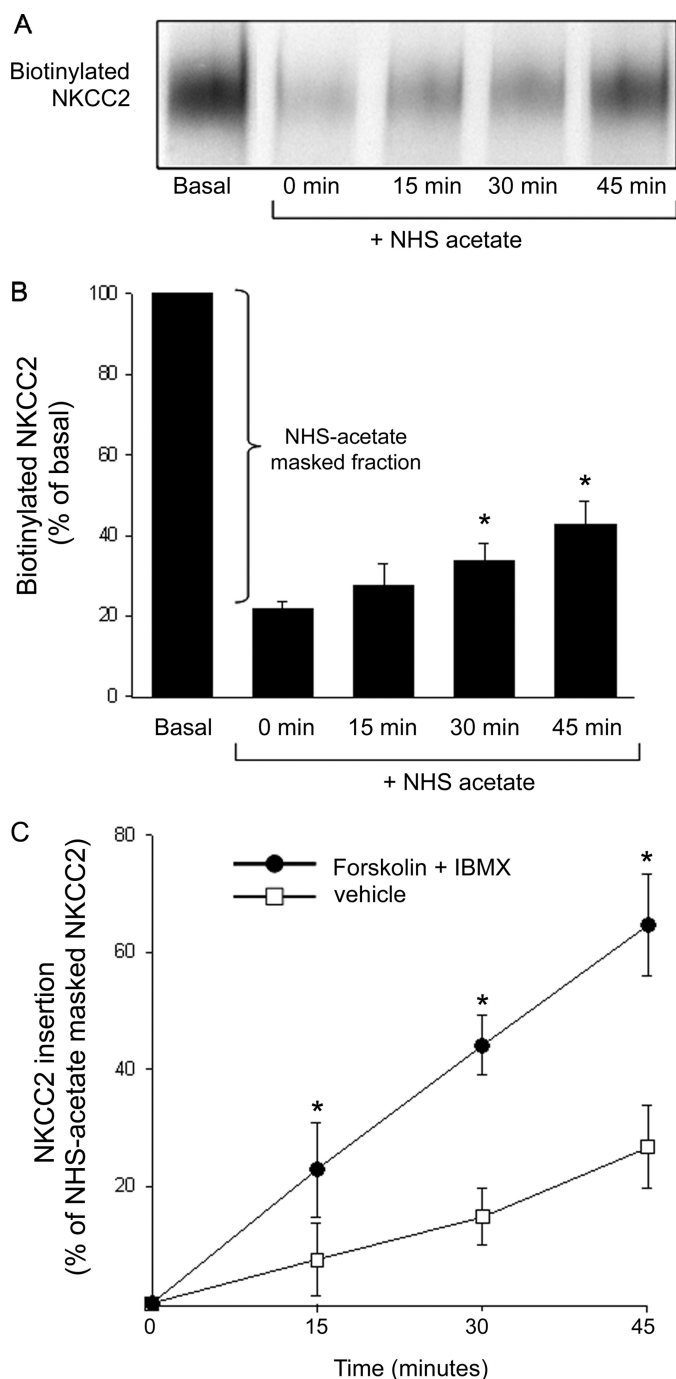 A
Biotinylated
NKCC2
Basal 0 min 15 min 30 min 45 min
+ NHS acetate
B
Biotinylated NKCC2
(% of basal)
100
80
60
40
20
0
NHS-acetate
masked fraction
*
*
Basal 0 min 15 min 30 min 45 min
+ NHS acetate
C
NKCC2 insertion
(% of NHS-acetate masked NKCC2)
80
60
40
20
Forskolin + IBMX
vehicle
*
*
*
0 15 30 45
Time (minutes)